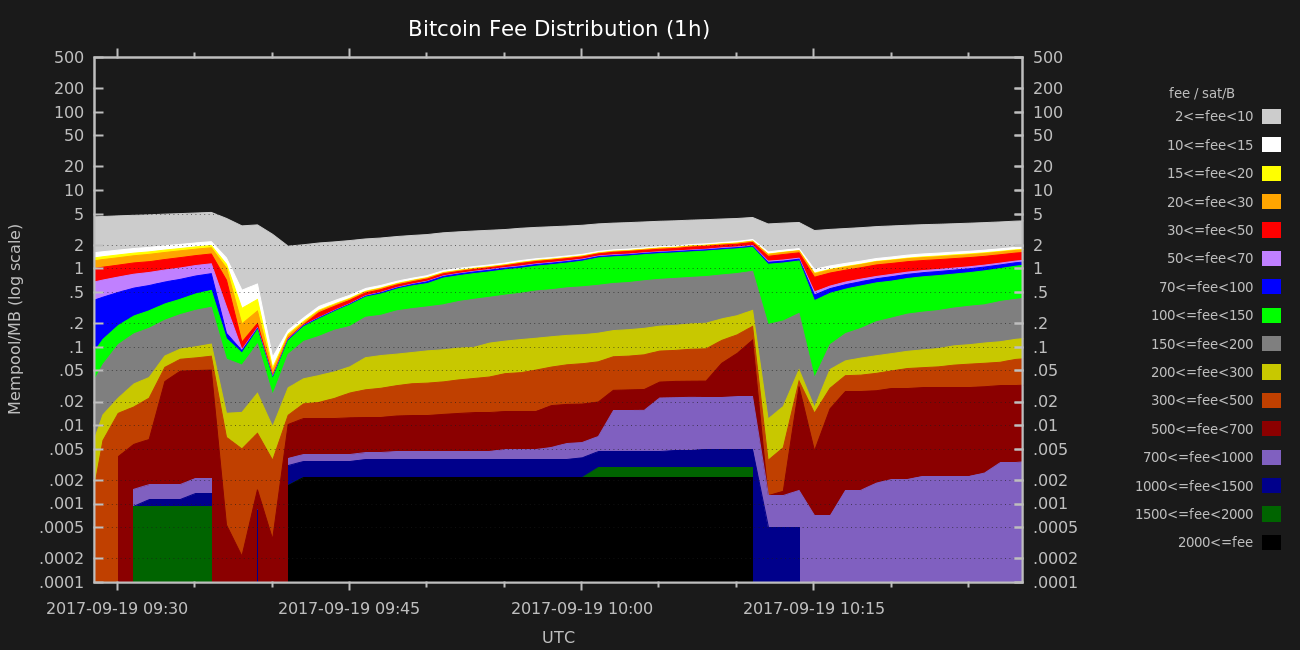 Bitcoin Fee Distribution (1h)
Mempool/MB (log scale)
500
200
100
50
20
10
5
2
1
.5
.2
.1
.05
.02
.01
.005
.002
.001
.0005
.0002
.0001
500
200
100
50
20
10
5
2
1
.5
.2
.1
.05
.02
.01
.005
.002
.001
.0005
.0002
.0001
2017-09-19 09:30
2017-09-19 09:45
2017-09-19 10:00
2017-09-19 10:15
UTC
fee / sat/B
2<=fee<10
10<=fee<15
15<=fee<20
20<=fee<30
30<=fee<50
50<=fee<70
70<=fee<100
100<=fee<150
150<=fee<200
200<=fee<300
300<=fee<500
500<=fee<700
700<=fee<1000
1000<=fee<1500
1500<=fee<2000
2000<=fee